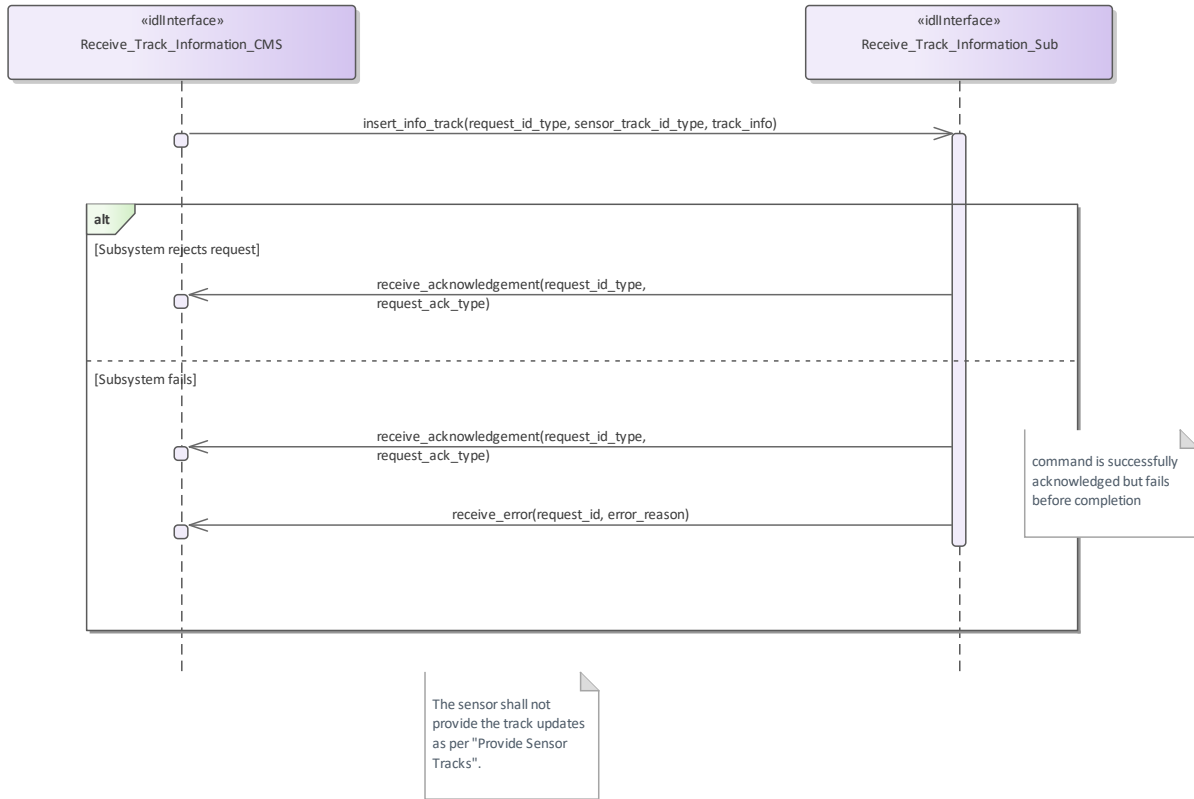 «idlInterface»
Receive_Track_Information_CMS
«idlInterface»
Receive_Track_Information_Sub
insert_info_track(request_id_type, sensor_track_id_type, track_info)
alt
[Subsystem rejects request]
receive_acknowledgement(request_id_type,
request_ack_type)
[Subsystem fails]
receive_acknowledgement(request_id_type,
request_ack_type)
command is successfully
acknowledged but fails
before completion
receive_error(request_id, error_reason)
The sensor shall not
provide the track updates
as per "Provide Sensor
Tracks".